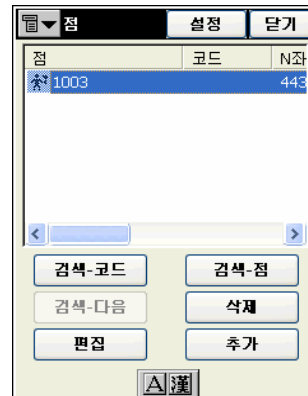 점 설정 닫기
점 코드 N좌
1003 443
검색-코드 검색-점
검색-다음 삭제
편집 추가
A漢